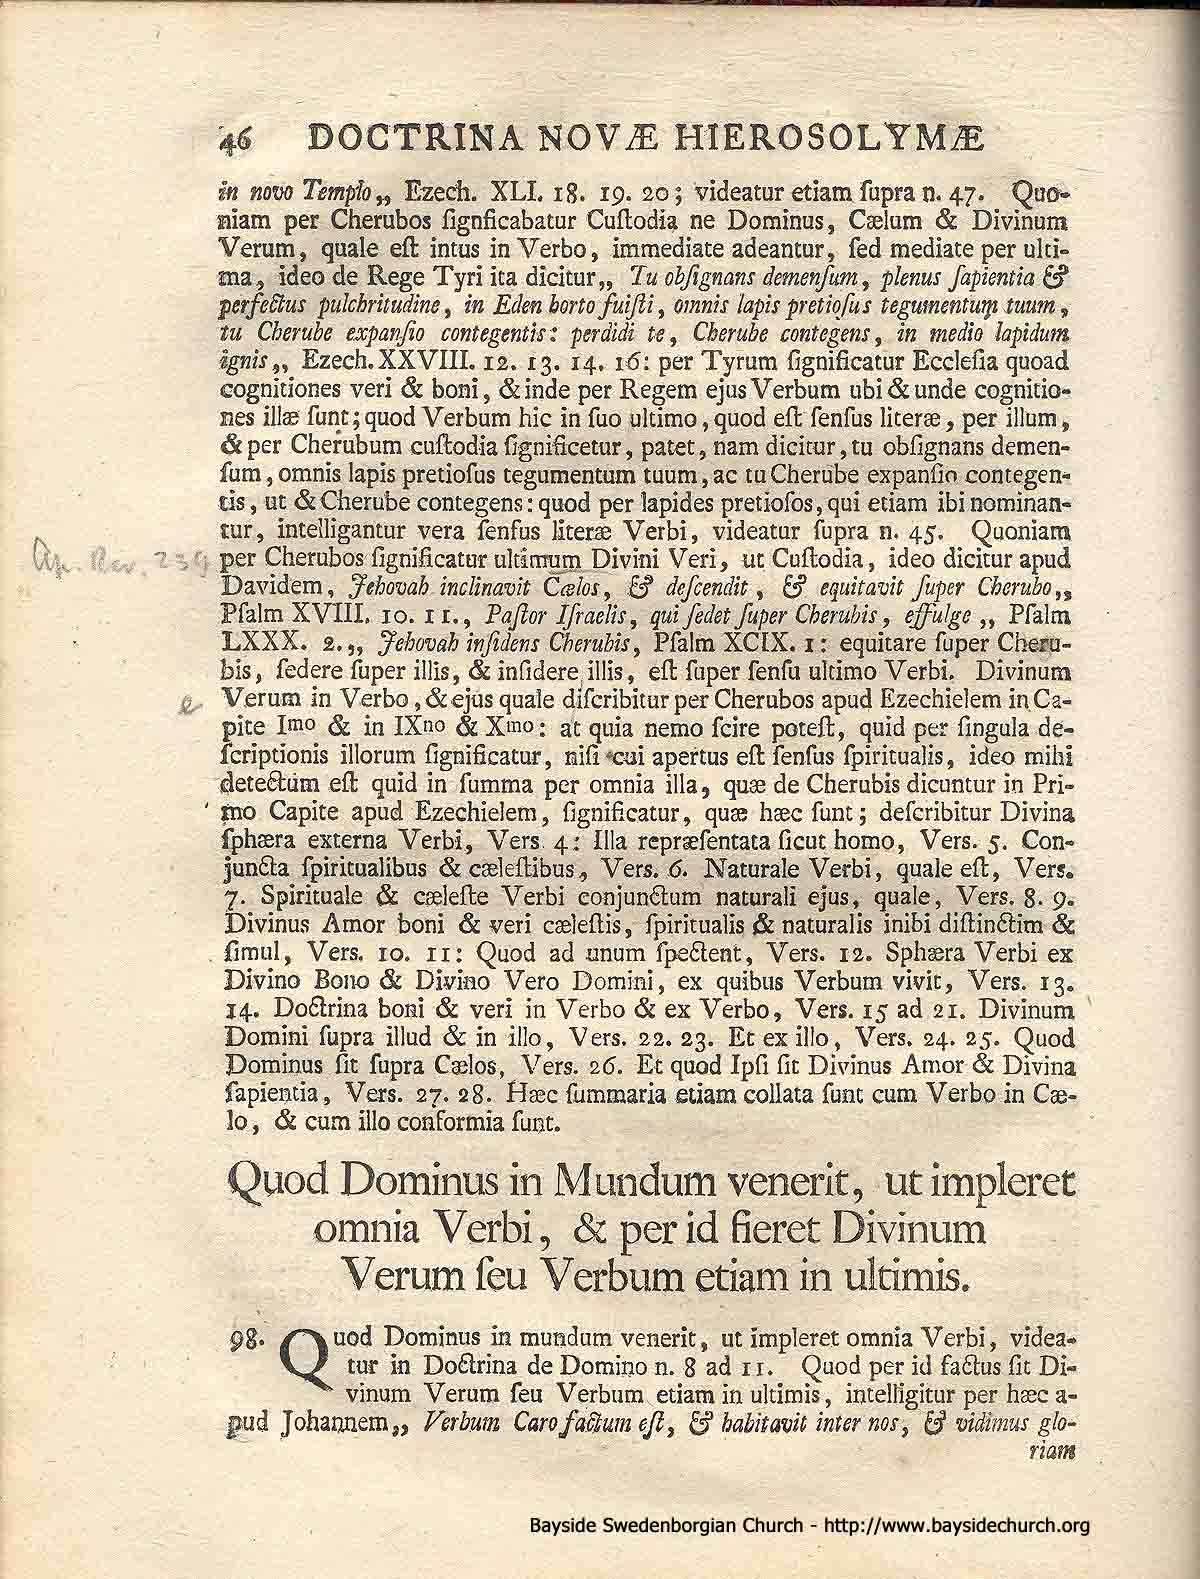 46 DOCTRINA NOVÆ HIEROSOLYMÆ
in novo Templo„ Ezech. XLI. 18. 19. 20; videatur etiam ſupra n. 47. Quo-
niam per Cherubos ſignficabatur Cuſtodia ne Dominus, Cælum & Divinum
Verum, quale eſt intus in Verbo, immediate adeantur, ſed mediate per ulti-
ma, ideo de Rege Tyri ita dicitur„ Tu obſignans demenſum, plenus ſapientia &
perfectus pulchritudine, in Eden horto fuiſti, omnis lapis pretioſus tegumentum tuum,
tu Cherube expanſio contegentis: perdidi te, Cherube contegens, in medio lapidum
ignis„ Ezech. XXVIII. 12. 13. 14. 16: per Tyrum ſignificatur Eccleſia quoad
cognitiones veri & boni, & inde per Regem ejus Verbum ubi & unde cognitio-
nes illæ ſunt; quod Verbum hic in ſuo ultimo, quod eſt ſenſus literæ, per illum,
& per Cherubum cuſtodia ſignificetur, patet, nam dicitur, tu obſignans demen-
ſum, omnis lapis pretioſus tegumentum tuum, ac tu Cherube expanſio contegen-
tis, ut & Cherube contegens: quod per lapides pretioſos, qui etiam ibi nominan-
tur, intelligantur vera ſenſus literæ Verbi, videatur ſupra n. 45. Quoniam
Ap. Rev. 239 per Cherubos ſignificatur ultimum Divini Veri, ut Cuſtodia, ideo dicitur apud
Davidem, Jehovah inclinavit Cælos, & deſcendit, & equitavit ſuper Cherubo„
Pſalm XVIII. 10. 11., Paſtor Iſraelis, qui ſedet ſuper Cherubis, effulge „ Pſalm
LXXX. 2.„ Jehovah inſidens Cherubis, Pſalm XCIX. 1: equitare ſuper Cheru-
bis, ſedere ſuper illis, & inſidere illis, eſt ſuper ſenſu ultimo Verbi. Divinum
e Verum in Verbo, & ejus quale diſcribitur per Cherubos apud Ezechielem in Ca-
pite Imo & in IXno & Xmo: at quia nemo ſcire poteſt, quid per ſingula de-
ſcriptionis illorum ſignificatur, niſi cui apertus eſt ſenſus ſpiritualis, ideo mihi
detectum eſt quid in ſumma per omnia illa, quæ de Cherubis dicuntur in Pri-
mo Capite apud Ezechielem, ſignificatur, quæ hæc ſunt; deſcribitur Divina
ſphæra externa Verbi, Vers 4: Illa repræſentata ſicut homo, Vers. 5. Con-
juncta ſpiritualibus & cæleſtibus, Vers. 6. Naturale Verbi, quale eſt, Vers.
7. Spirituale & cæleſte Verbi conjunctum naturali ejus, quale, Vers. 8. 9.
Divinus Amor boni & veri cæleſtis, ſpiritualis & naturalis inibi diſtinctim &
ſimul, Vers. 10. 11: Quod ad unum ſpectent, Vers. 12. Sphæra Verbi ex
Divino Bono & Divino Vero Domini, ex quibus Verbum vivit, Vers. 13.
14. Doctrina boni & veri in Verbo & ex Verbo, Vers. 15 ad 21. Divinum
Domini ſupra illud & in illo, Vers. 22. 23. Et ex illo, Vers. 24. 25. Quod
Dominus ſit ſupra Cælos, Vers. 26. Et quod Ipſi ſit Divinus Amor & Divina
ſapientia, Vers. 27. 28. Hæc ſummaria etiam collata ſunt cum Verbo in Cæ-
lo, & cum illo conformia ſunt.
Quod Dominus in Mundum venerit, ut impleret
omnia Verbi, & per id fieret Divinum
Verum ſeu Verbum etiam in ultimis.
98. Quod Dominus in mundum venerit, ut impleret omnia Verbi, videa-
tur in Doctrina de Domino n. 8 ad 11. Quod per id factus ſit Di-
vinum Verum ſeu Verbum etiam in ultimis, intelligitur per hæc a-
pud Johannem„ Verbum Caro factum eſt, & habitavit inter nos, & vidimus glo-
riam
Bayside Swedenborgian Church - http://www.baysidechurch.org